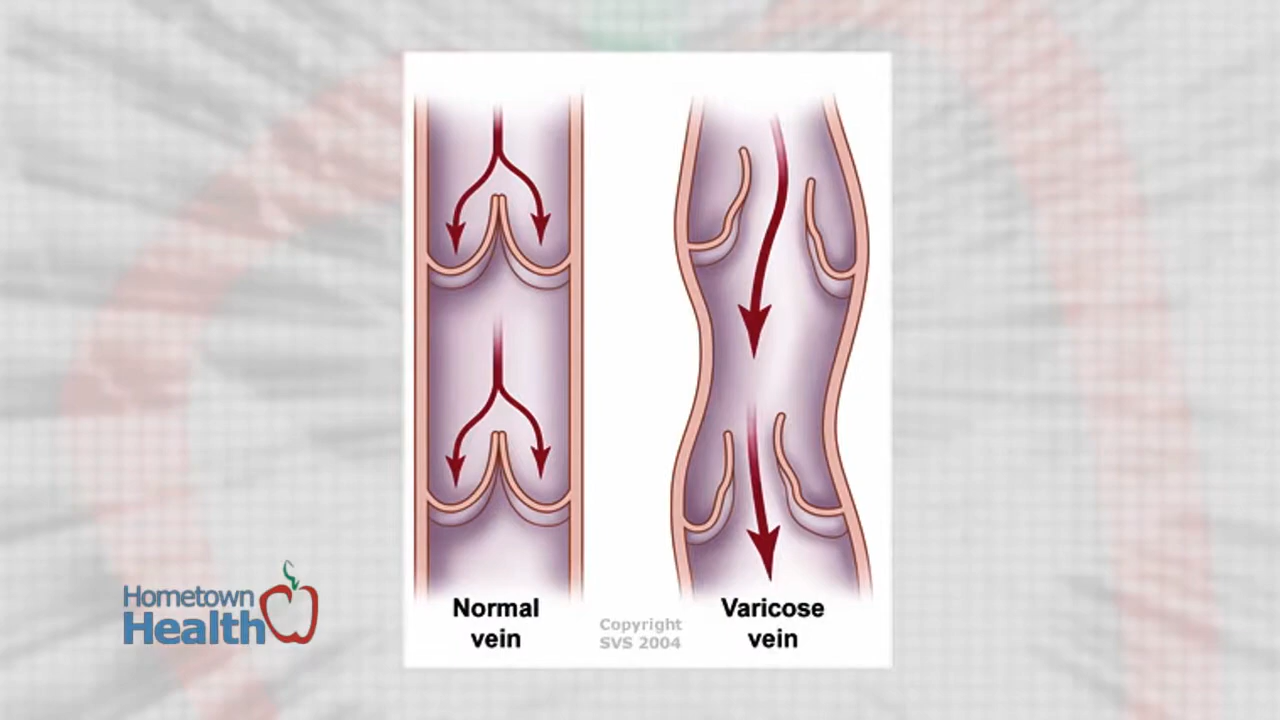 Normal
vein
Copyright
SVS 2004
Varicose
vein
Hometown
Health